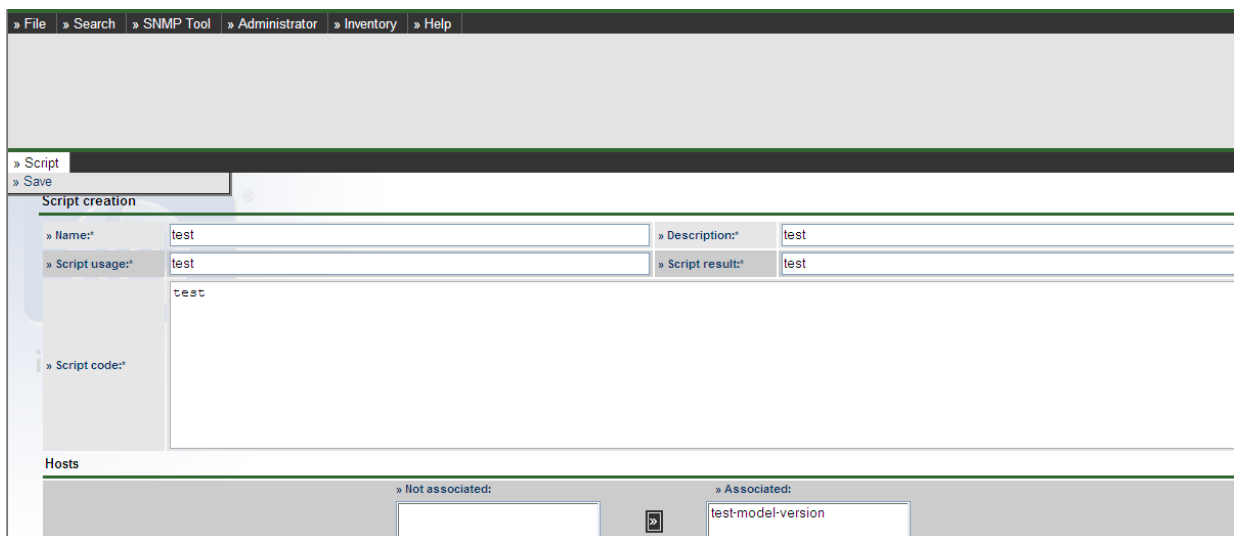 » File » Search » SNMP Tool » Administrator » Inventory » Help
» Script
» Save
Script creation
» Name:* test » Description:* test
» Script usage:* test » Script result:* test
» Script code:* test
Hosts
» Not associated: » Associated:
» test-model-version